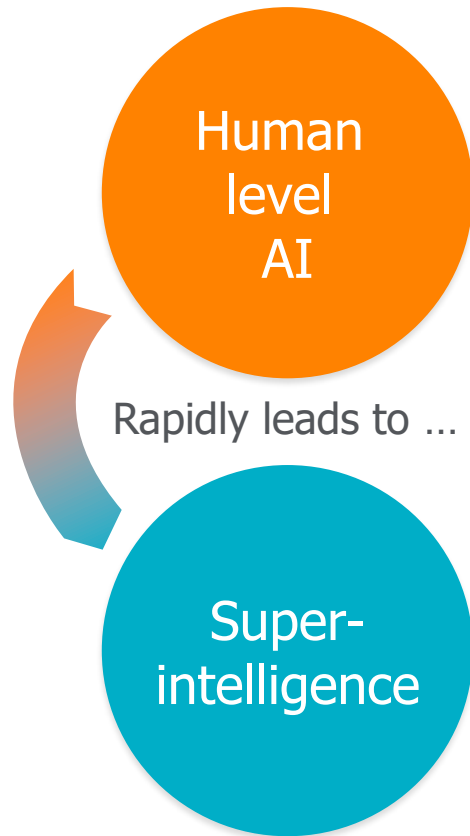 Human
level
AI
Rapidly leads to …
Super-
intelligence